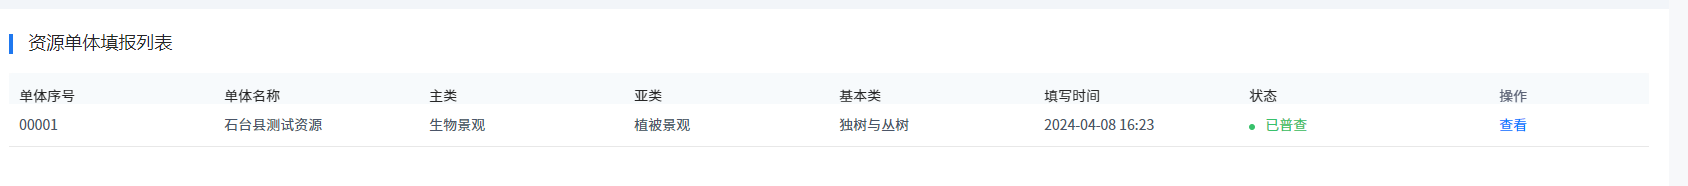 资源单体填报列表
单体序号 单体名称 主类 亚类 基本类 填写时间 状态 操作
00001 石台县测试资源 生物景观 植被景观 独树与丛树 2024-04-08 16:23 已普查 查看